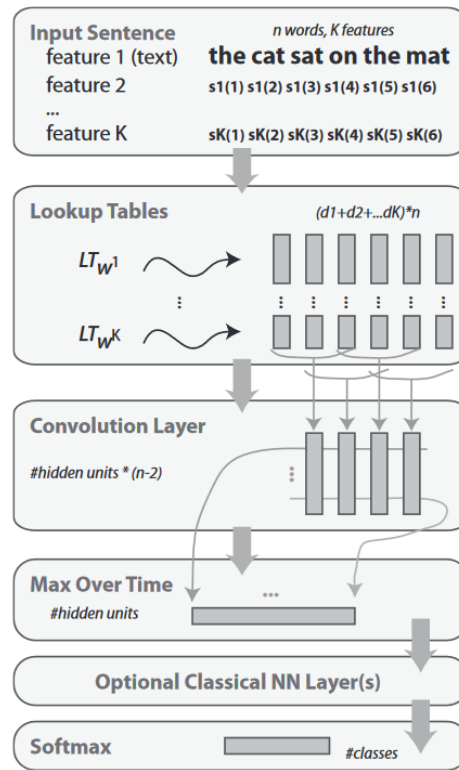 Input Sentence
n words, K features
feature 1 (text) the cat sat on the mat
feature 2 s1(1) s1(2) s1(3) s1(4) s1(5) s1(6)
...
feature K sK(1) sK(2) sK(3) sK(4) sK(5) sK(6)
Lookup Tables
(d1+d2+...dK)*n
LTw1
LTwK
Convolution Layer
#hidden units * (n-2)
Max Over Time
#hidden units
...
Optional Classical NN Layer(s)
Softmax
#classes